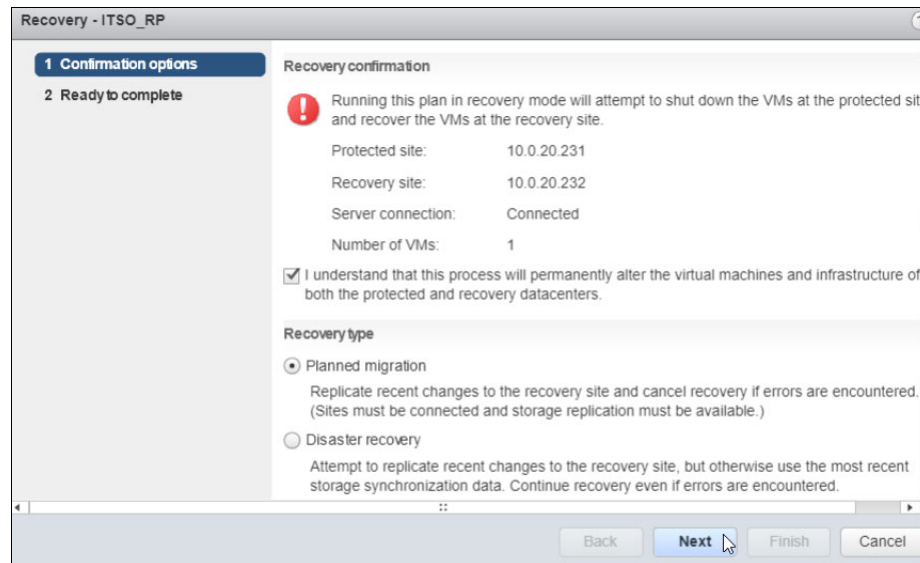 Recovery - ITSO_RP
1 Confirmation options
2 Ready to complete
Recovery confirmation
Running this plan in recovery mode will attempt to shut down the VMs at the protected sit
and recover the VMs at the recovery site.
Protected site: 10.0.20.231
Recovery site: 10.0.20.232
Server connection: Connected
Number of VMs: 1
I understand that this process will permanently alter the virtual machines and infrastructure of
both the protected and recovery datacenters.
Recovery type
Planned migration
Replicate recent changes to the recovery site and cancel recovery if errors are encountered.
(Sites must be connected and storage replication must be available.)
Disaster recovery
Attempt to replicate recent changes to the recovery site, but otherwise use the most recent
storage synchronization data. Continue recovery even if errors are encountered.
Back Next Finish Cancel